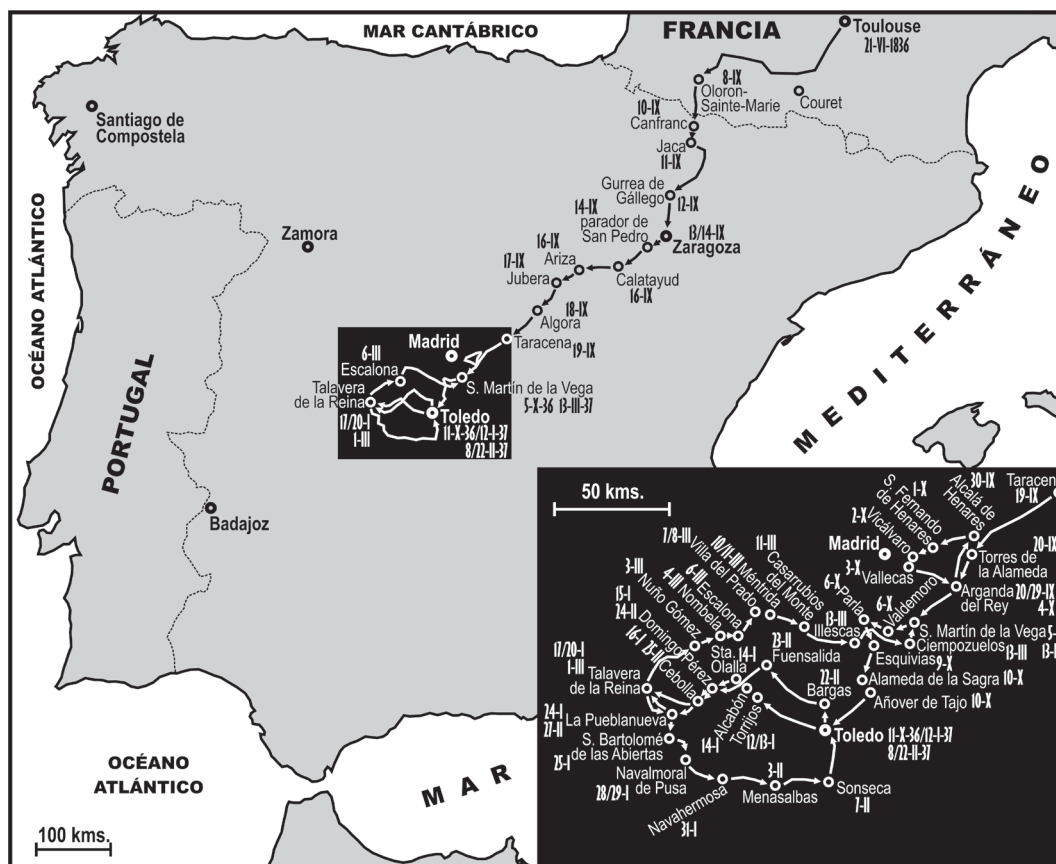 MAR CANTÁBRICO
FRANCIA
Toulouse
21-VI-1836
8-IX
Oloron-
Sainte-Marie
Couret
10-IX
Canfranc
Jaca
11-IX
Santiago de
Compostela
Gurrea de
Gállego
12-IX
14-IX
parador de
San Pedro
13/14-IX
Zaragoza
Zamora
16-IX
Ariza
17-IX
Jubera
Calatayud
16-IX
18-IX
Algora
Taracena
19-IX
OCÉANO ATLÁNTICO
PORTUGAL
MEDITERRÁNEO
Madrid
6-III
Escalona
Talavera
de la Reina
17/20-I
1-III
S. Martín de la Vega
5-X-36 13-III-37
Toledo
11-X-36/12-I-37
8/22-II-37
Badajoz
OCÉANO
ATLÁNTICO
MAR
100 kms.
50 kms.
30-IX
Alcalá de
Henares
Taracen
19-IX
1-X
S. Fernando
de Henares
2-X
Vicálvaro
Madrid
3-X
Vallecas
20-IX
Torres de
la Alameda
Arganda
del Rey
20/29-IX
4-X
7/8-III
Villa del Prado
10/11-III
Méntrida
11-III
Casarrubios
del Monte
6-X
Parla
6-X
Valdemoro
13-III
Illescas
S. Martín de la Vega
Ciempozuelos
13-III
Esquivias
9-X
Alameda de la Sagra 10-X
Añover de Tajo 10-X
3-III
Nuño Gómez
4-III
Nombela
6-III
Escalona
15-I
24-II
Domingo Pérez
16-I
25-II
Cebolla
Sta.
Olalla
14-I
23-II
Fuensalida
22-II
Bargas
17/20-I
1-III
Talavera
de la Reina
24-I
27-II
La Pueblanueva
14-I
Alcabón
Torrijos
12/13-I
Toledo 11-X-36/12-I-37
8/22-II-37
25-I
S. Bartolomé
de las Abiertas
Navalmoral
de Pusa
28/29-I
Navahermosa
31-I
3-II
Menasalbas
Sonseca
7-II